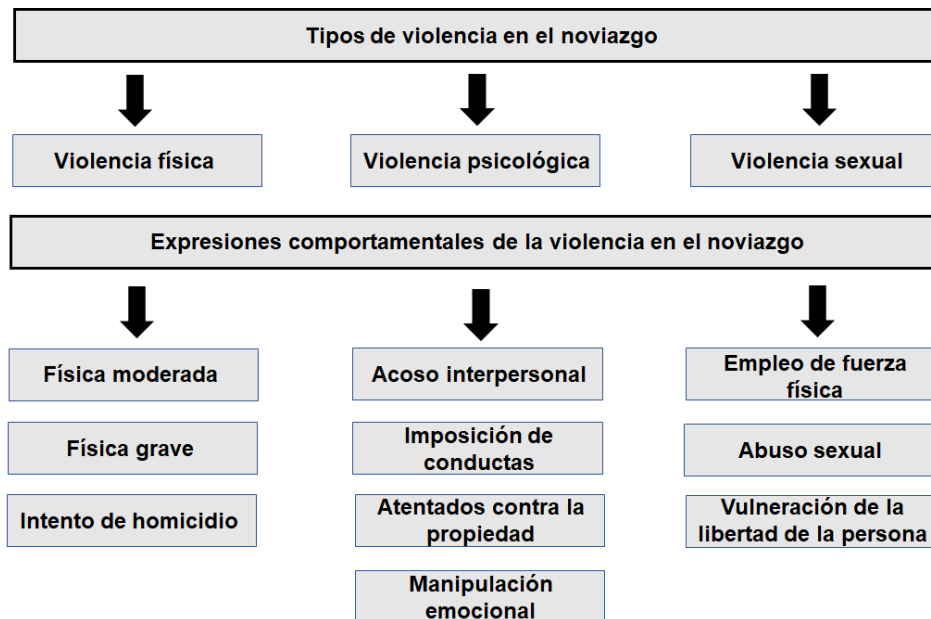 Tipos de violencia en el noviazgo
Violencia física
Violencia psicológica
Violencia sexual
Expresiones comportamentales de la violencia en el noviazgo
Física moderada
Acoso interpersonal
Empleo de fuerza
física
Física grave
Imposición de
conductas
Abuso sexual
Intento de homicidio
Atentados contra la
propiedad
Vulneración de la
libertad de la persona
Manipulación
emocional